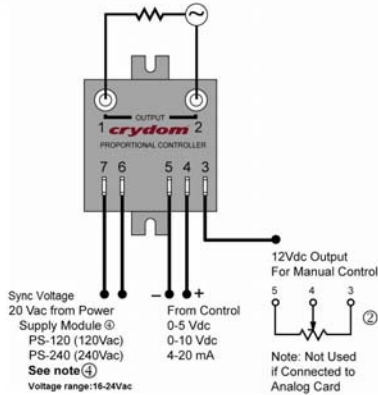 OUTPUT
1 crydom 2
PROPORTIONAL CONTROLLER
7 6 5 4 3
Sync Voltage
20 Vac from Power
Supply Module ④
PS-120 (120Vac)
PS-240 (240Vac)
See note ④
Voltage range:16-24Vac
– +
From Control
0-5 Vdc
0-10 Vdc
4-20 mA
12Vdc Output
For Manual Control
5 4 3
②
Note: Not Used
if Connected to
Analog Card